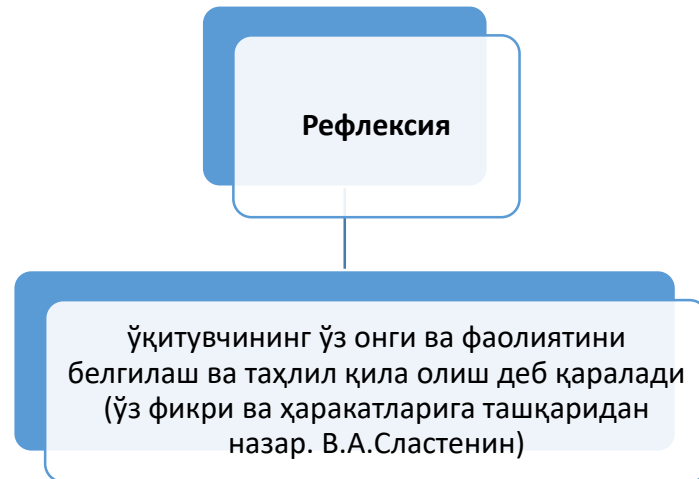 Рефлексия
ўқитувчининг ўз онги ва фаолиятини
белгилаш ва таҳлил қила олиш деб қаралади
(ўз фикри ва ҳаракатларига ташқаридан
назар. В.А.Сластенин)